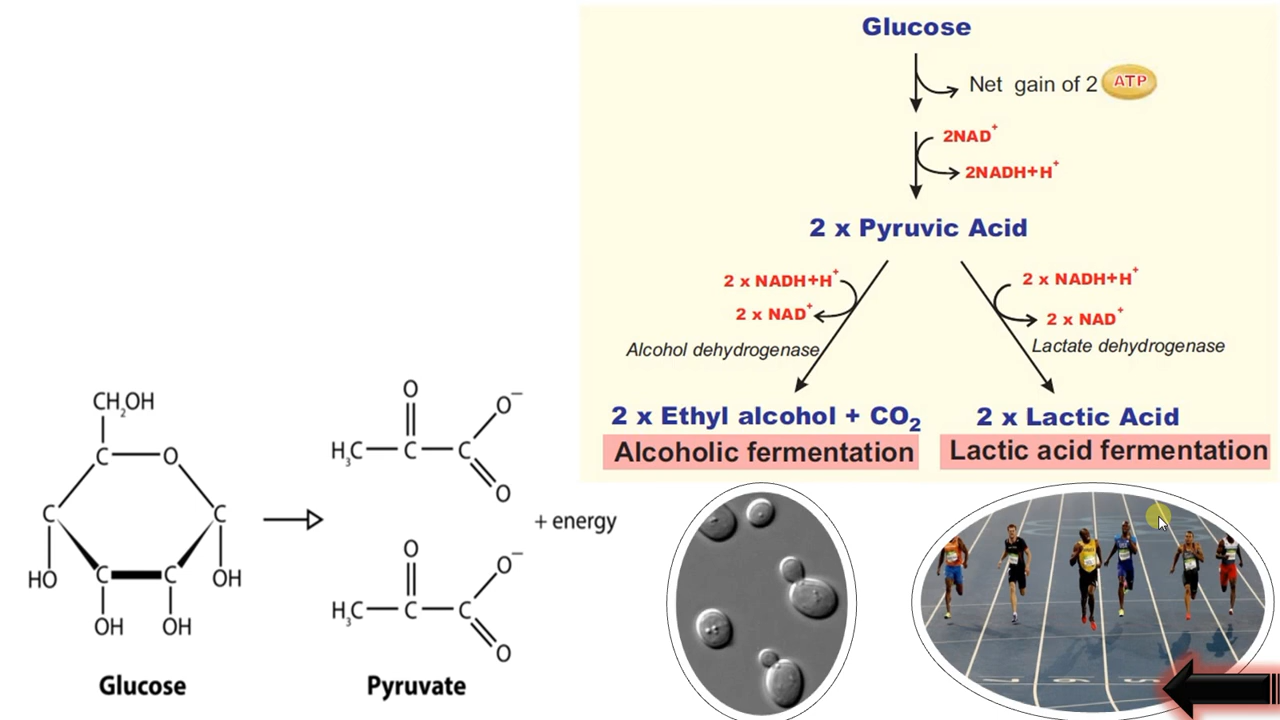 Glucose
Net gain of 2 ATP
2NAD+
2NADH+H+
2 x Pyruvic Acid
2 x NADH+H+
2 x NAD+
Alcohol dehydrogenase
2 x NADH+H+
2 x NAD+
Lactate dehydrogenase
2 x Ethyl alcohol + CO2
Alcoholic fermentation
2 x Lactic Acid
Lactic acid fermentation
CH2OH
C
O
C
C
HO
C
C
OH
OH
OH
Glucose
O
O−
H3C
C
C
O
+ energy
O
O−
H3C
C
C
O
Pyruvate